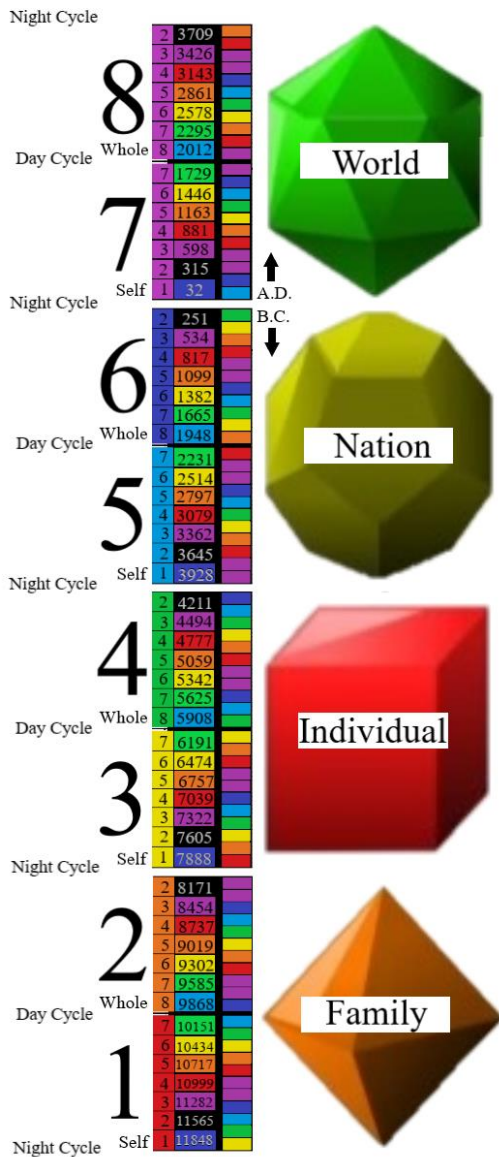 Night Cycle
2 3709
3 3426
4 3143
5 2861
6 2578
7 2295
8 2012
8
Whole
World
Day Cycle
7 1729
6 1446
5 1163
4 881
3 598
2 315
1 32
7
Self
A.D.
Night Cycle
B.C.
2 251
3 534
4 817
5 1099
6 1382
7 1665
8 1948
6
Whole
Nation
Day Cycle
7 2231
6 2514
5 2797
4 3079
3 3362
2 3645
1 3928
5
Self
Night Cycle
2 4211
3 4494
4 4777
5 5059
6 5342
7 5625
8 5908
4
Whole
Individual
Day Cycle
7 6191
6 6474
5 6757
4 7039
3 7322
2 7605
1 7888
3
Self
Night Cycle
2 8171
3 8454
4 8737
5 9019
6 9302
7 9585
8 9868
2
Whole
Family
Day Cycle
7 10151
6 10434
5 10717
4 10999
3 11282
2 11565
1 11848
1
Self
Night Cycle